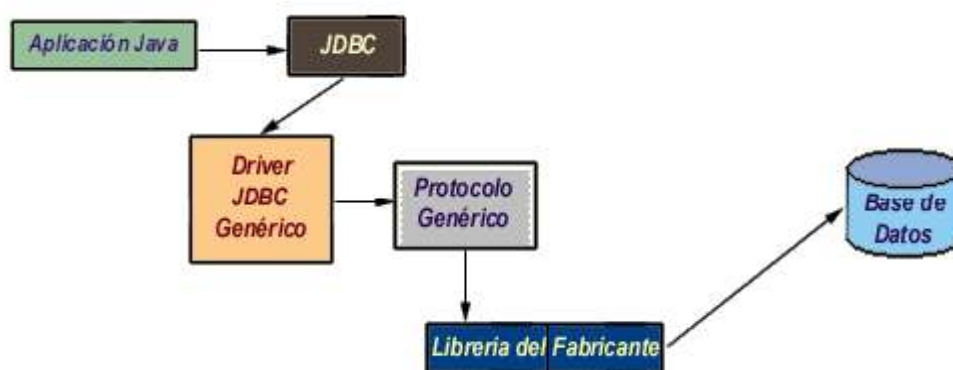 Aplicación Java
JDBC
Driver
JDBC
Genérico
Protocolo
Genérico
Base de
Datos
Libreria del Fabricante